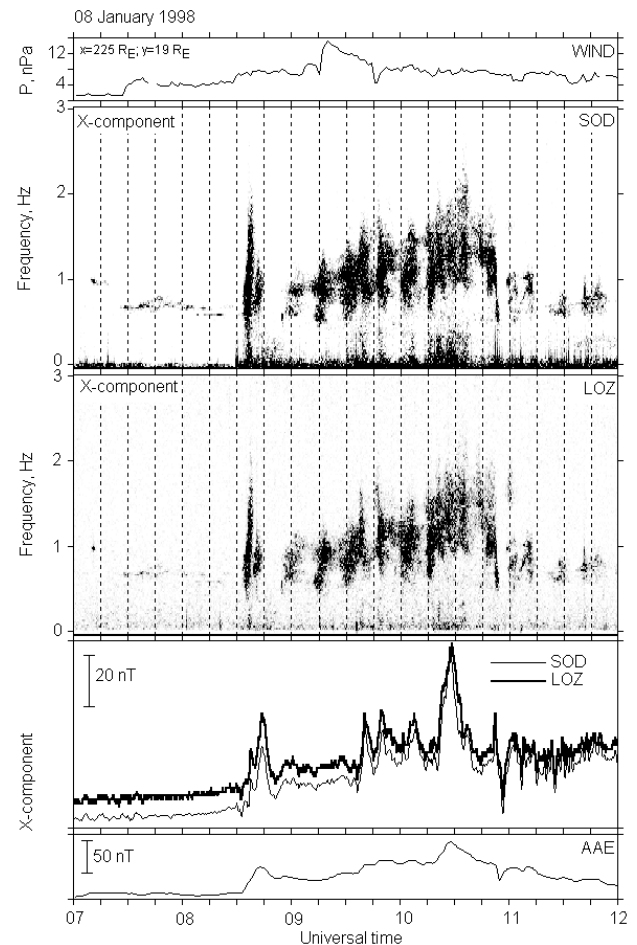 08 January 1998
12
8
4
P, nPa
x=225 R_E; y=19 R_E
WIND
3
2
1
0
Frequency, Hz
X-component
SOD
3
2
1
0
Frequency, Hz
X-component
LOZ
X-component
20 nT
SOD
LOZ
50 nT
AAE
07 08 09 10 11 12
Universal time